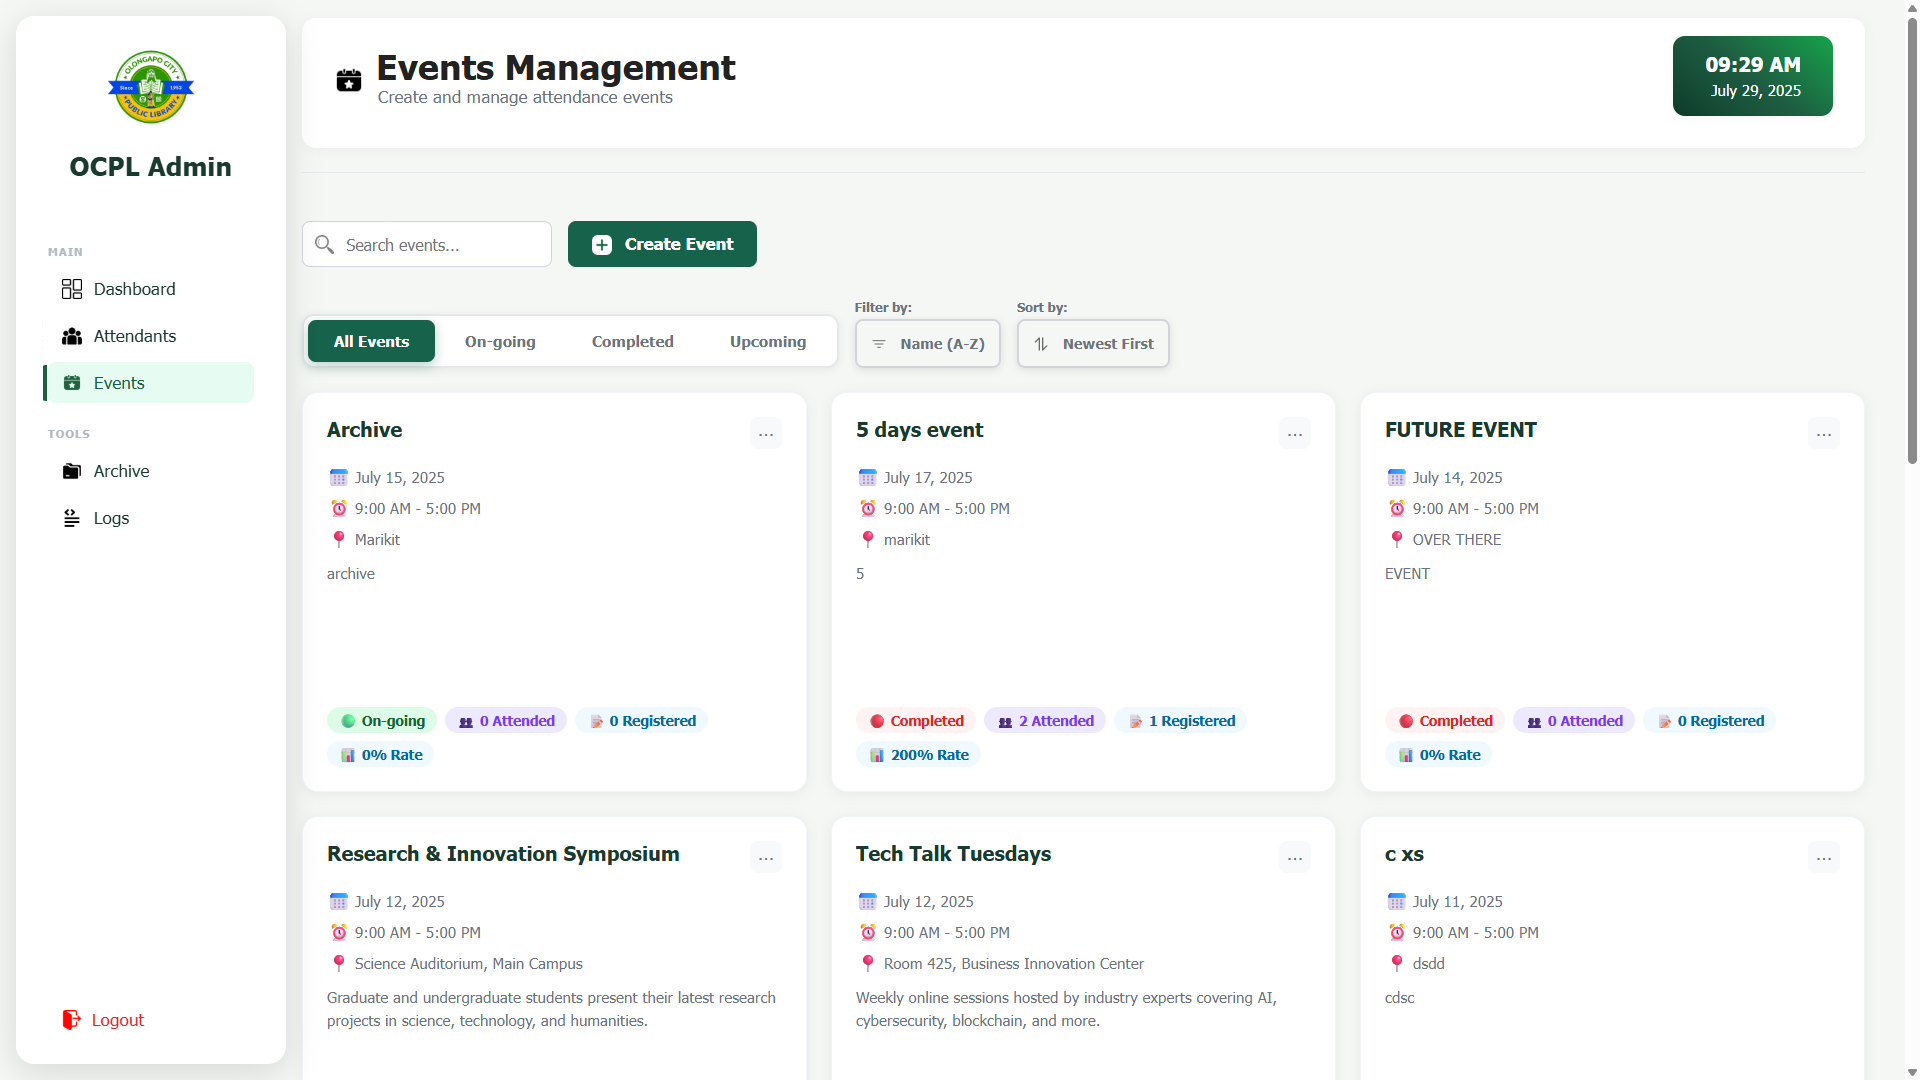 OLONGAPO CITY
Since 1953
PUBLIC LIBRARY
OCPL Admin
MAIN
Dashboard
Attendants
Events
TOOLS
Archive
Logs
Logout
Events Management
Create and manage attendance events
09:29 AM
July 29, 2025
Search events...
Create Event
All Events
On-going
Completed
Upcoming
Filter by:
Name (A-Z)
Sort by:
Newest First
Archive
...
July 15, 2025
9:00 AM - 5:00 PM
Marikit
archive
On-going
0 Attended
0 Registered
0% Rate
5 days event
...
July 17, 2025
9:00 AM - 5:00 PM
marikit
5
Completed
2 Attended
1 Registered
200% Rate
FUTURE EVENT
...
July 14, 2025
9:00 AM - 5:00 PM
OVER THERE
EVENT
Completed
0 Attended
0 Registered
0% Rate
Research & Innovation Symposium
...
July 12, 2025
9:00 AM - 5:00 PM
Science Auditorium, Main Campus
Graduate and undergraduate students present their latest research
projects in science, technology, and humanities.
Tech Talk Tuesdays
...
July 12, 2025
9:00 AM - 5:00 PM
Room 425, Business Innovation Center
Weekly online sessions hosted by industry experts covering AI,
cybersecurity, blockchain, and more.
c xs
...
July 11, 2025
9:00 AM - 5:00 PM
dsdd
cdsc